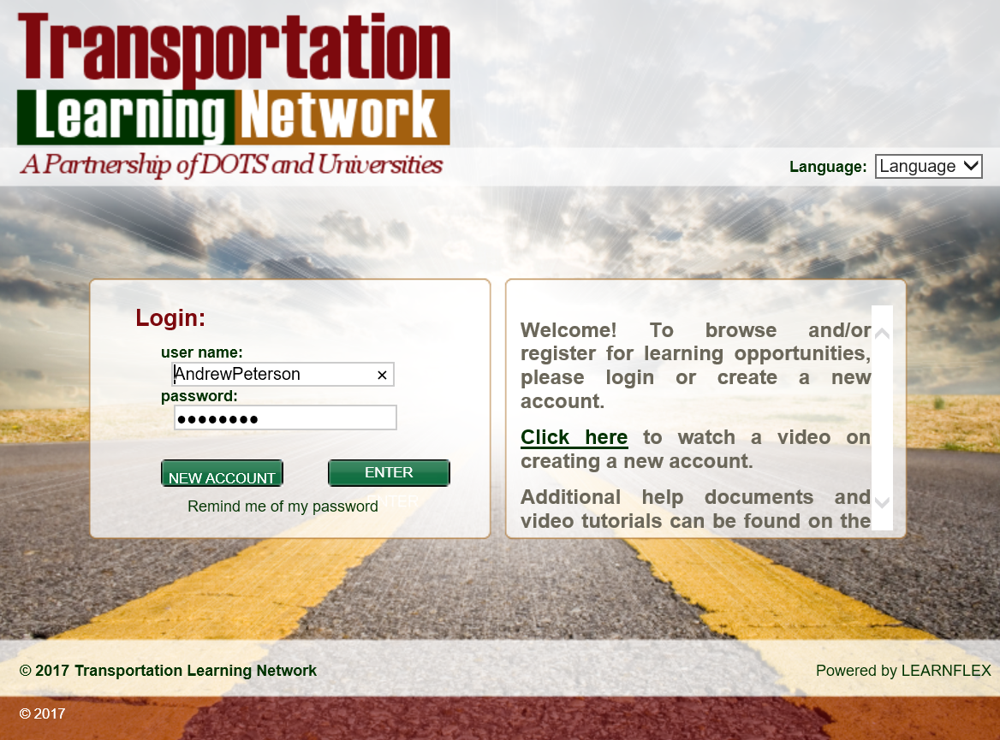 Transportation
Learning Network
A Partnership of DOTS and Universities
Language: Language
Login:
user name:
AndrewPeterson ×
password:
●●●●●●●●
NEW ACCOUNT ENTER
ENTER
Remind me of my password
Welcome! To browse and/or
register for learning opportunities,
please login or create a new
account.
Click here to watch a video on
creating a new account.
Additional help documents and
video tutorials can be found on the
© 2017 Transportation Learning Network
Powered by LEARNFLEX
© 2017